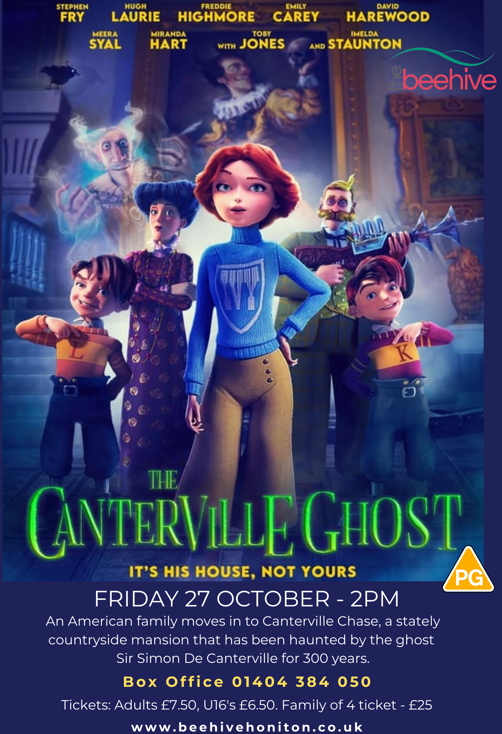 STEPHEN FRY HUGH LAURIE FREDDIE HIGHMORE EMILY CAREY DAVID HAREWOOD
MEERA SYAL MIRANDA HART WITH TOBY JONES AND IMELDA STAUNTON
the beehive
L
K
NY
THE
CANTERVILLE GHOST
IT'S HIS HOUSE, NOT YOURS
PG
FRIDAY 27 OCTOBER - 2PM
An American family moves in to Canterville Chase, a stately
countryside mansion that has been haunted by the ghost
Sir Simon De Canterville for 300 years.
Box Office 01404 384 050
Tickets: Adults £7.50, U16's £6.50. Family of 4 ticket - £25
www.beehivehoniton.co.uk